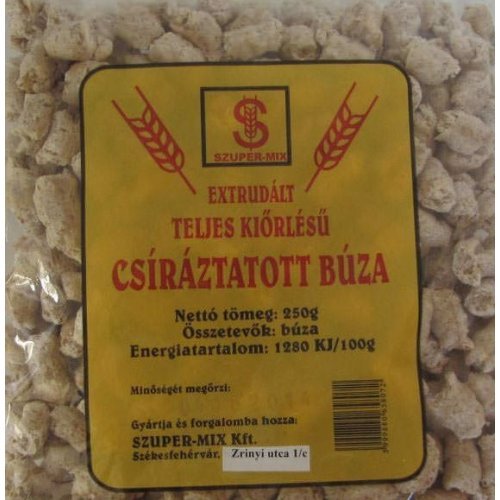 S
SZUPER-MIX
EXTRUDÁLT
TELJES KIŐRLÉSŰ
CSÍRÁZTATOTT BÚZA
Nettó tömeg: 250g
Összetevők: búza
Energiatartalom: 1280 KJ/100g
Minőségét megőrzi:
Gyártja és forgalomba hozza:
SZUPER-MIX Kft.
Székesfehérvár, Zrinyi utca 1/c